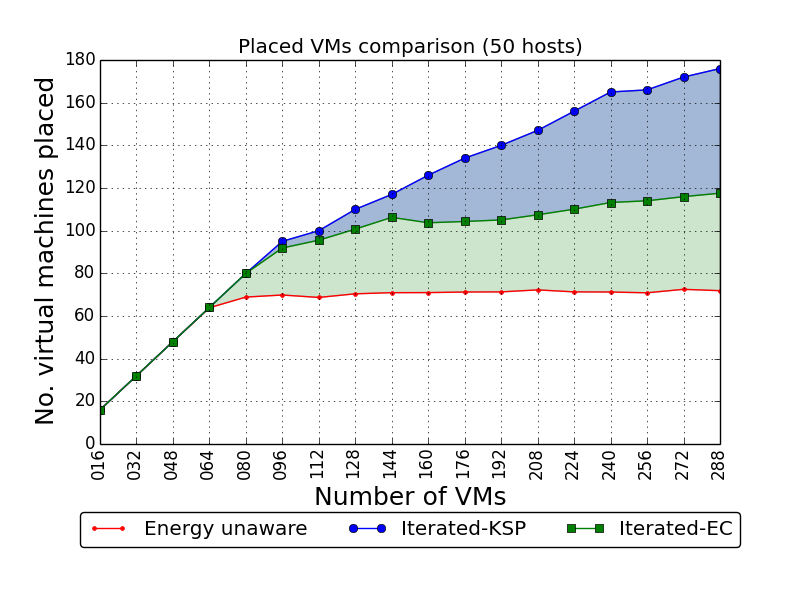 Placed VMs comparison (50 hosts)
180
160
140
120
100
80
60
40
20
0
No. virtual machines placed
016 032 048 064 080 096 112 128 144 160 176 192 208 224 240 256 272 288
Number of VMs
Energy unaware Iterated-KSP Iterated-EC